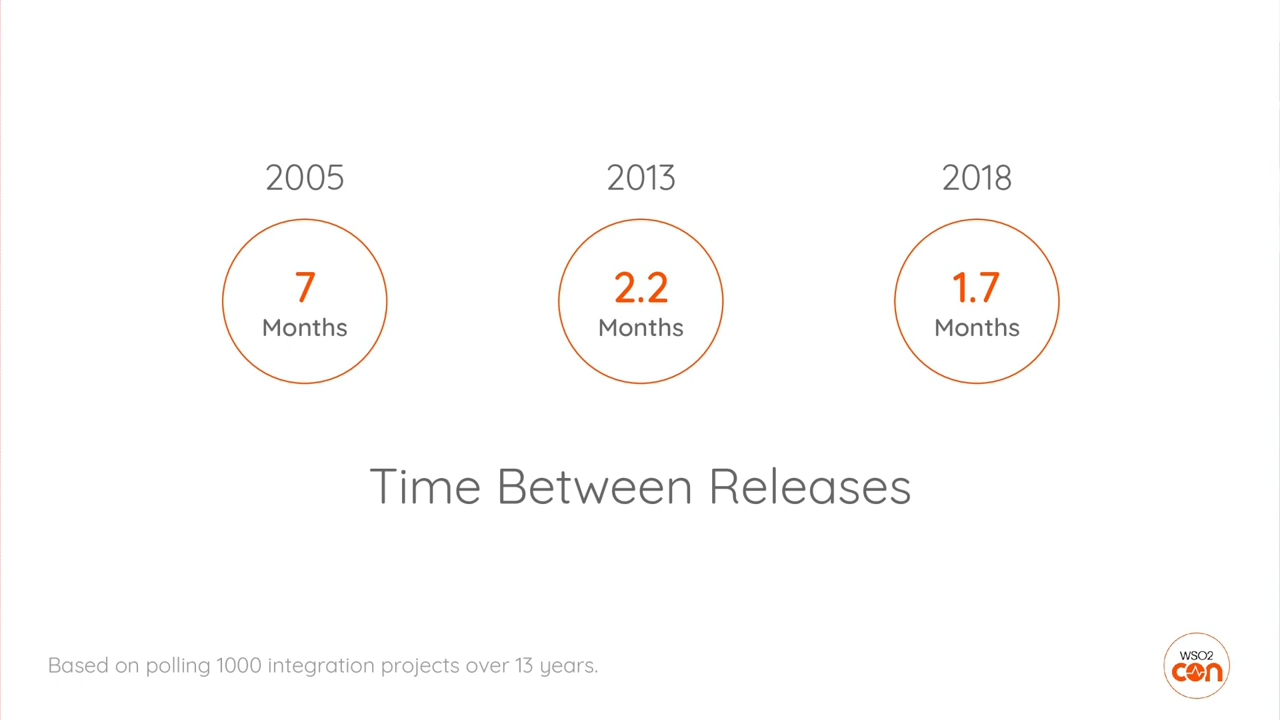 2005
2013
2018
7
Months
2.2
Months
1.7
Months
Time Between Releases
Based on polling 1000 integration projects over 13 years.
WSO2
con